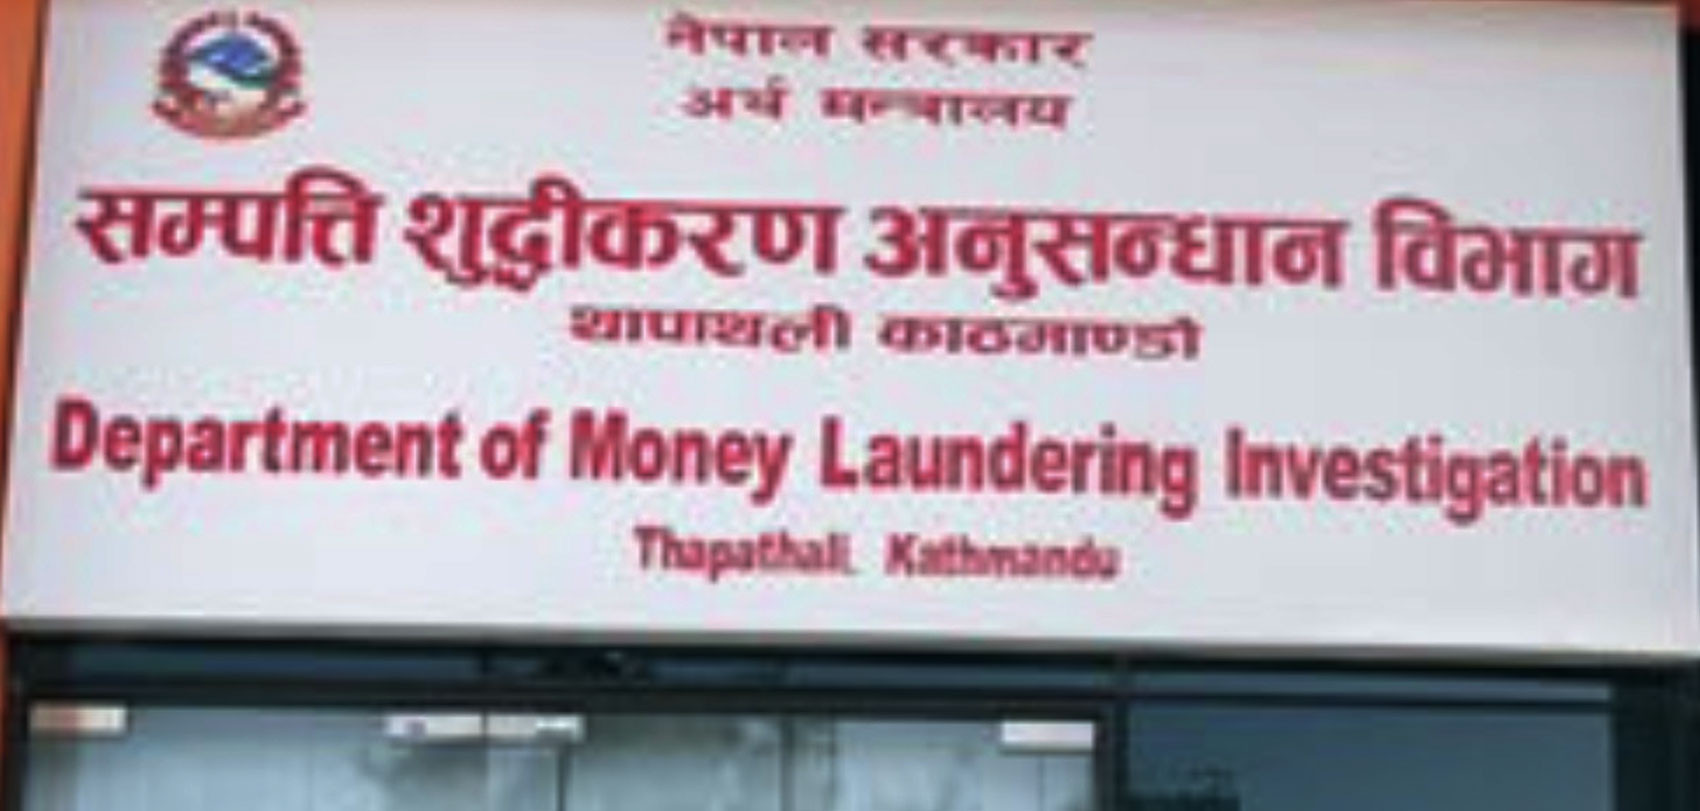 नेपाल सरकार
अर्थ मन्त्रालय
सम्पत्ति शुद्धीकरण अनुसन्धान विभाग
थापाथली काठमाण्डौ
Department of Money Laundering Investigation
Thapathali, Kathmandu